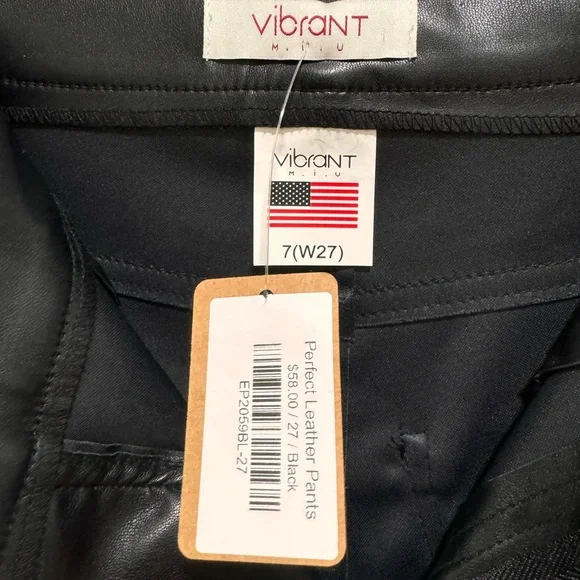 vibrant
M.i.U
vibrant
M.i.U
7(W27)
Perfect Leather Pants
$58.00 / 27 / Black
EP2059BL-27